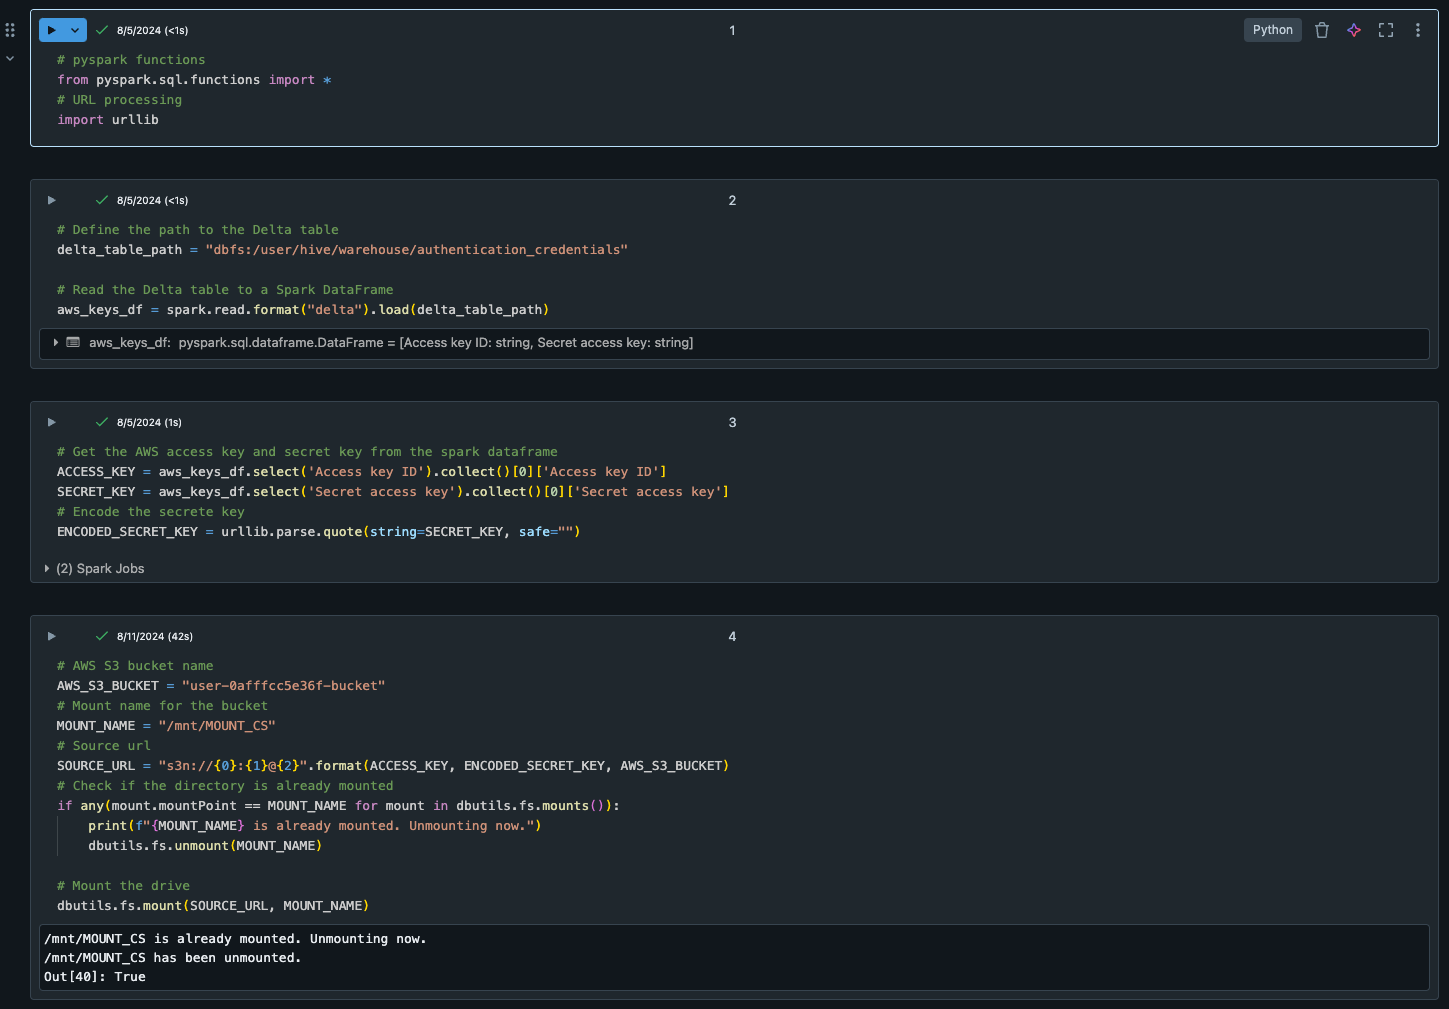 8/5/2024 (<1s)
1
Python
# pyspark functions
from pyspark.sql.functions import *
# URL processing
import urllib
8/5/2024 (<1s)
2
# Define the path to the Delta table
delta_table_path = "dbfs:/user/hive/warehouse/authentication_credentials"
# Read the Delta table to a Spark DataFrame
aws_keys_df = spark.read.format("delta").load(delta_table_path)
aws_keys_df: pyspark.sql.dataframe.DataFrame = [Access key ID: string, Secret access key: string]
8/5/2024 (1s)
3
# Get the AWS access key and secret key from the spark dataframe
ACCESS_KEY = aws_keys_df.select('Access key ID').collect()[0]['Access key ID']
SECRET_KEY = aws_keys_df.select('Secret access key').collect()[0]['Secret access key']
# Encode the secrete key
ENCODED_SECRET_KEY = urllib.parse.quote(string=SECRET_KEY, safe="")
(2) Spark Jobs
8/11/2024 (42s)
4
# AWS S3 bucket name
AWS_S3_BUCKET = "user-0afffcc5e36f-bucket"
# Mount name for the bucket
MOUNT_NAME = "/mnt/MOUNT_CS"
# Source url
SOURCE_URL = "s3n://{0}:{1}@{2}".format(ACCESS_KEY, ENCODED_SECRET_KEY, AWS_S3_BUCKET)
# Check if the directory is already mounted
if any(mount.mountPoint == MOUNT_NAME for mount in dbutils.fs.mounts()):
    print(f"{MOUNT_NAME} is already mounted. Unmounting now.")
    dbutils.fs.unmount(MOUNT_NAME)
# Mount the drive
dbutils.fs.mount(SOURCE_URL, MOUNT_NAME)
/mnt/MOUNT_CS is already mounted. Unmounting now.
/mnt/MOUNT_CS has been unmounted.
Out[40]: True